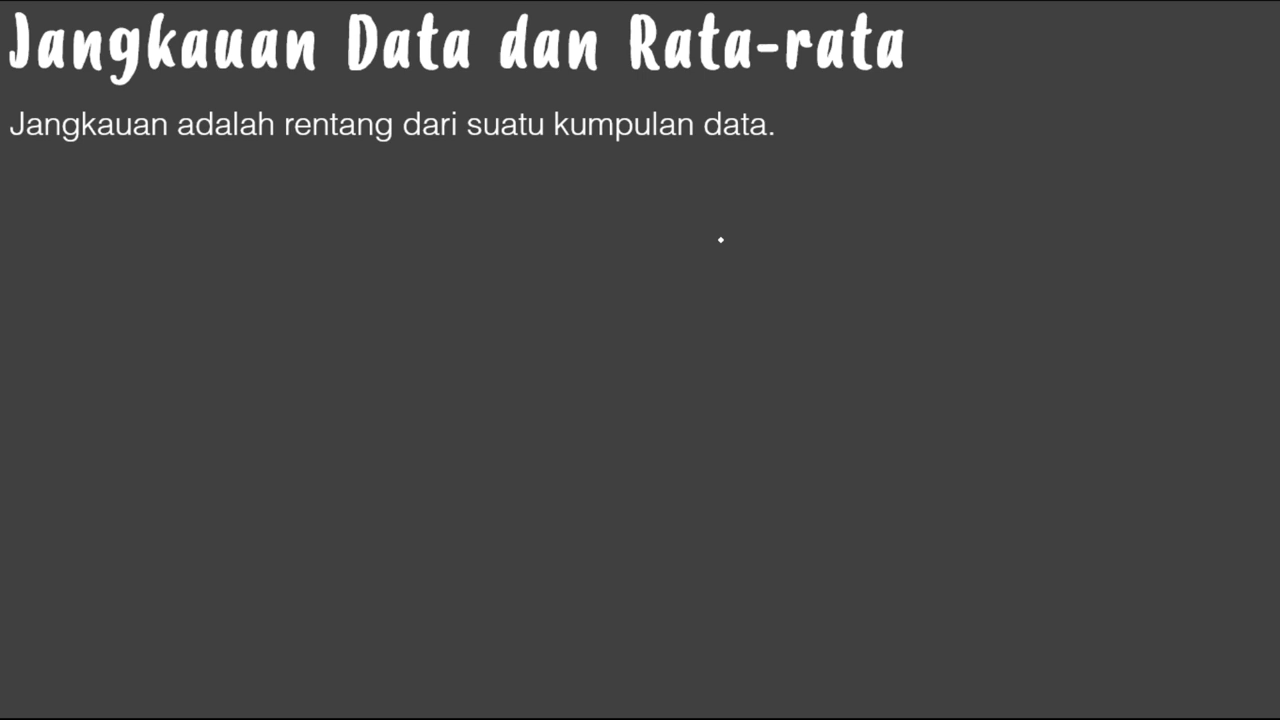 Jangkauan Data dan Rata-rata
Jangkauan adalah rentang dari suatu kumpulan data.